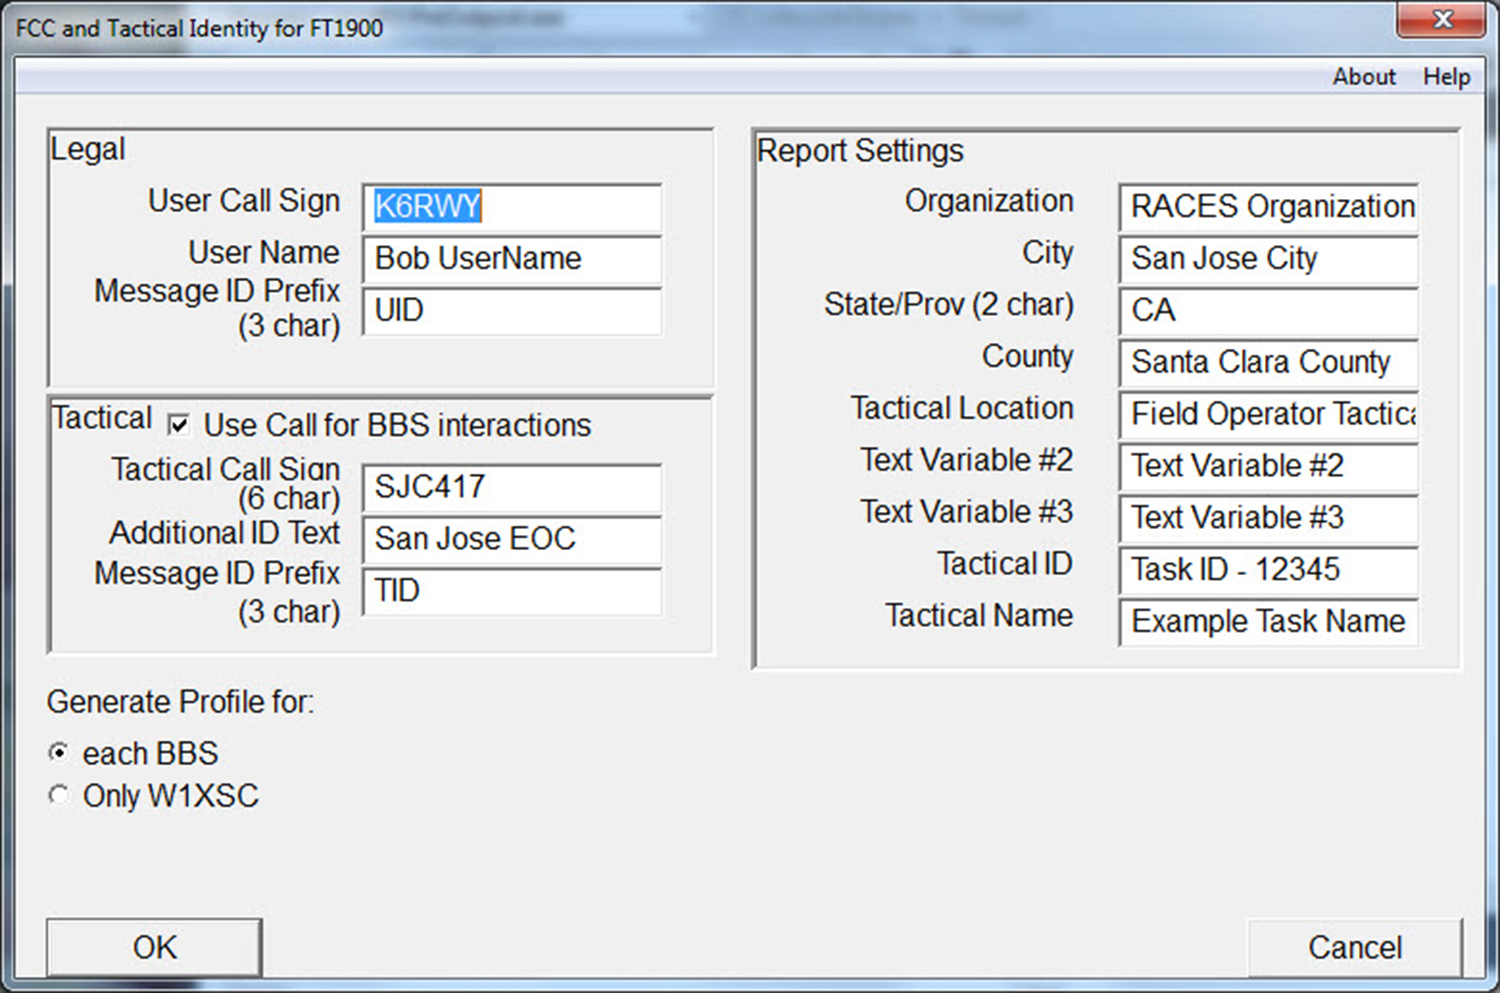 FCC and Tactical Identity for FT1900
About Help
Legal
User Call Sign K6RWY
User Name Bob UserName
Message ID Prefix
(3 char) UID
Tactical Use Call for BBS interactions
Tactical Call Sign
(6 char) SJC417
Additional ID Text San Jose EOC
Message ID Prefix
(3 char) TID
Generate Profile for:
each BBS
Only W1XSC
Report Settings
Organization RACES Organization
City San Jose City
State/Prov (2 char) CA
County Santa Clara County
Tactical Location Field Operator Tactica
Text Variable #2 Text Variable #2
Text Variable #3 Text Variable #3
Tactical ID Task ID - 12345
Tactical Name Example Task Name
OK
Cancel